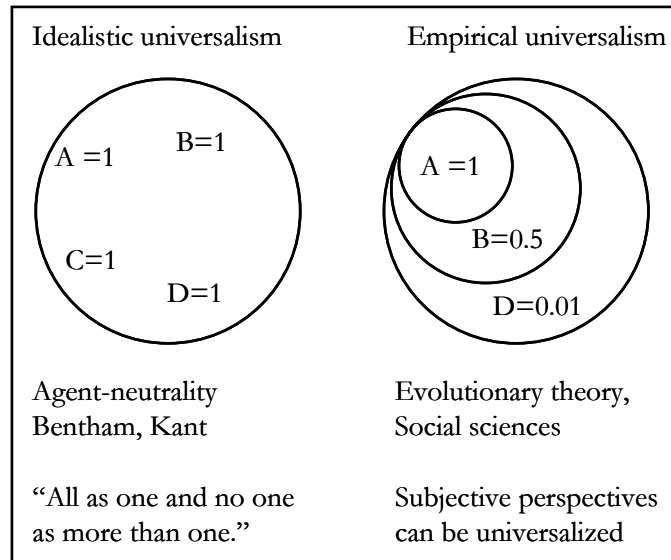 Idealistic universalism
A =1
B=1
C=1
D=1
Agent-neutrality
Bentham, Kant
“All as one and no one
as more than one.”
Empirical universalism
A =1
B=0.5
D=0.01
Evolutionary theory,
Social sciences
Subjective perspectives
can be universalized